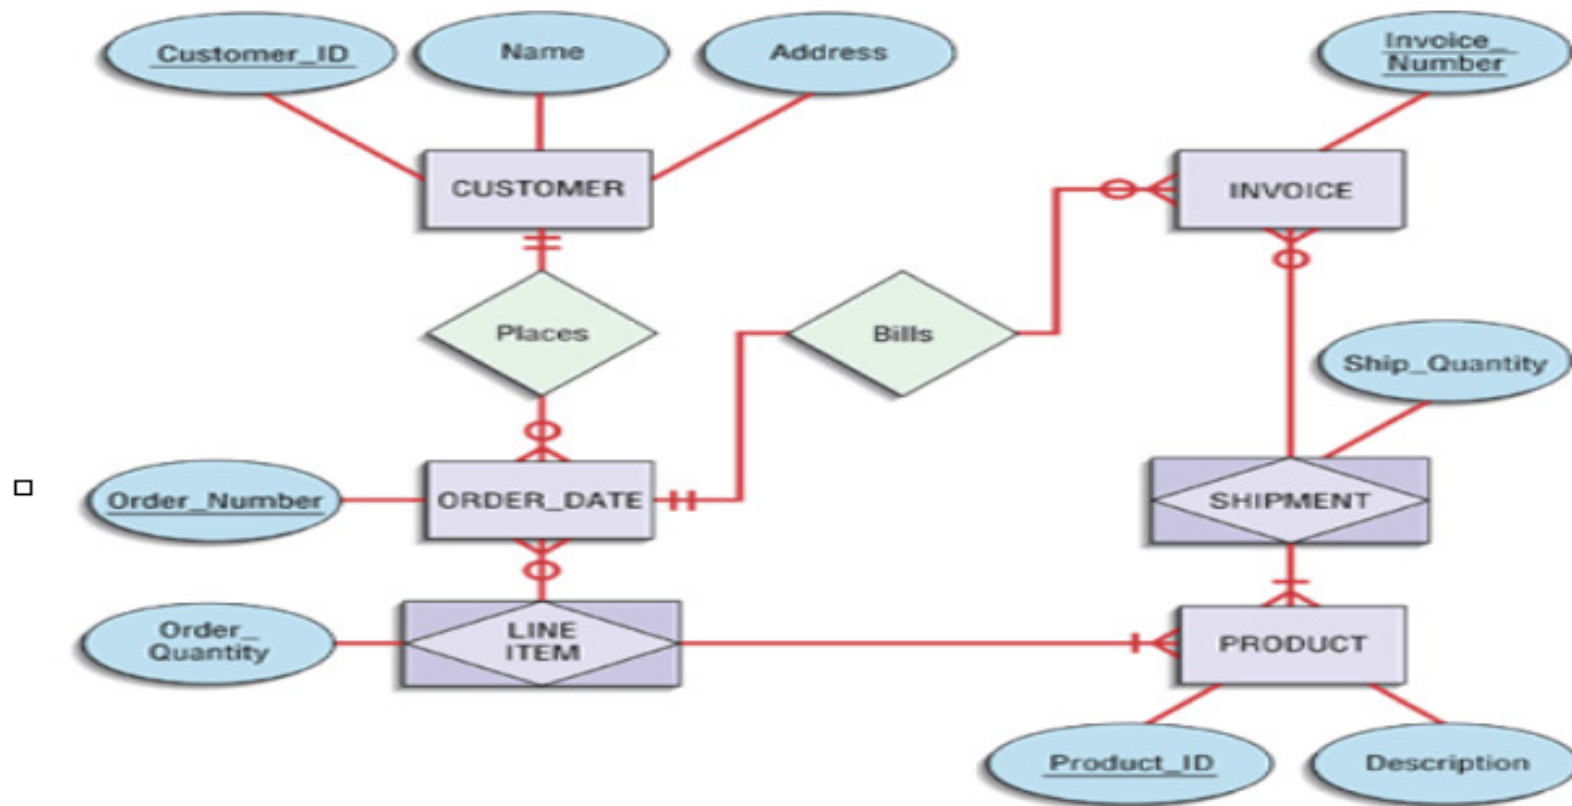 Customer_ID
Name
Address
Invoice_
Number
CUSTOMER
INVOICE
Places
Bills
Ship_Quantity
Order_Number
ORDER_DATE
SHIPMENT
Order_
Quantity
LINE
ITEM
PRODUCT
Product_ID
Description